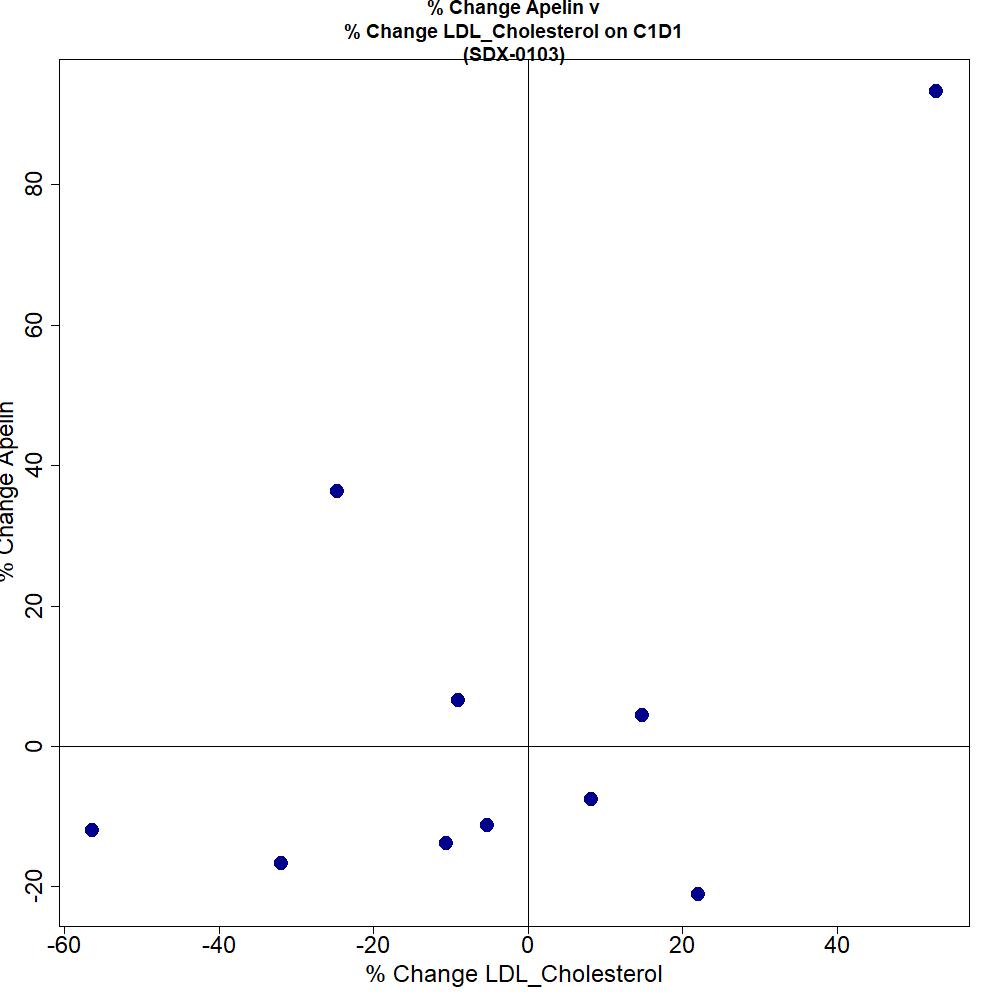 % Change Apelin v
% Change LDL_Cholesterol on C1D1
(SDX-0103)
% Change Apelin
80
60
40
20
0
-20
-60
-40
-20
0
20
40
% Change LDL_Cholesterol